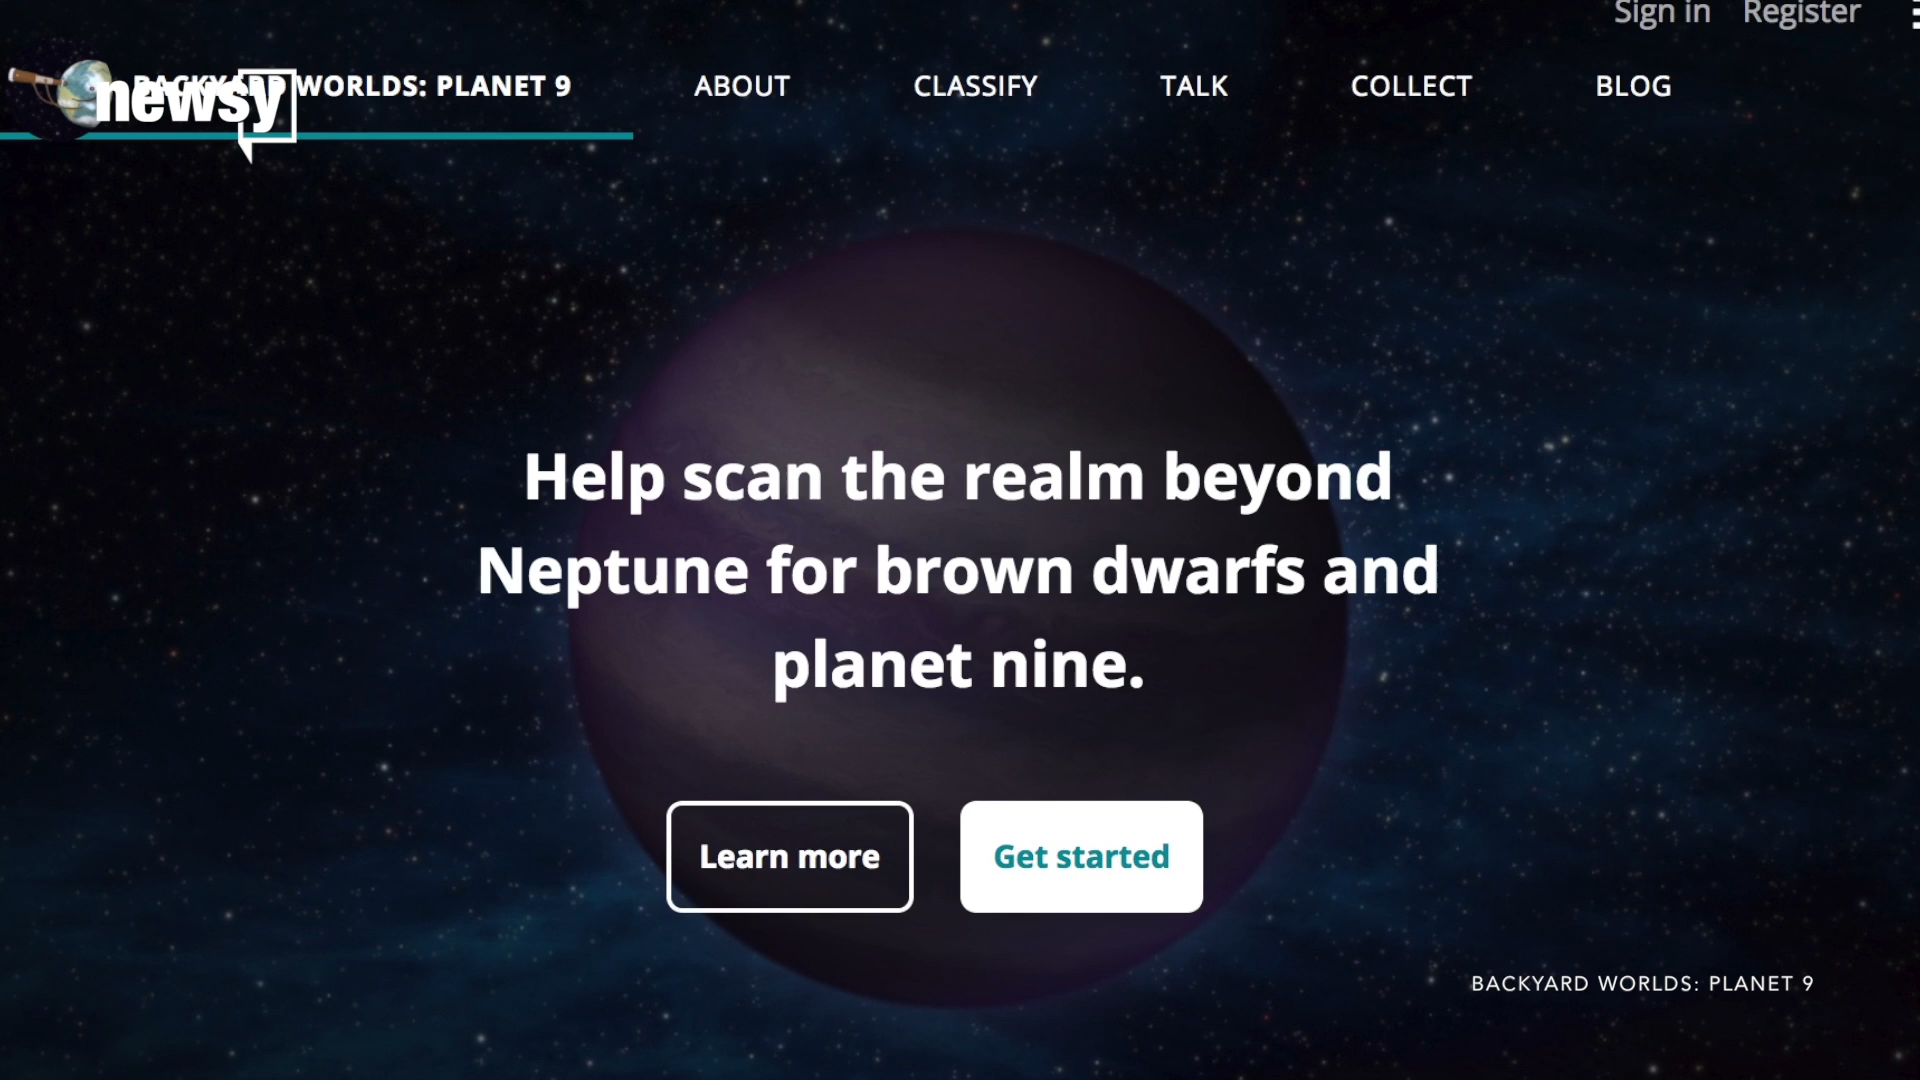 Sign in Register
BACKYARD WORLDS: PLANET 9 ABOUT CLASSIFY TALK COLLECT BLOG
newsy
Help scan the realm beyond
Neptune for brown dwarfs and
planet nine.
Learn more Get started
BACKYARD WORLDS: PLANET 9